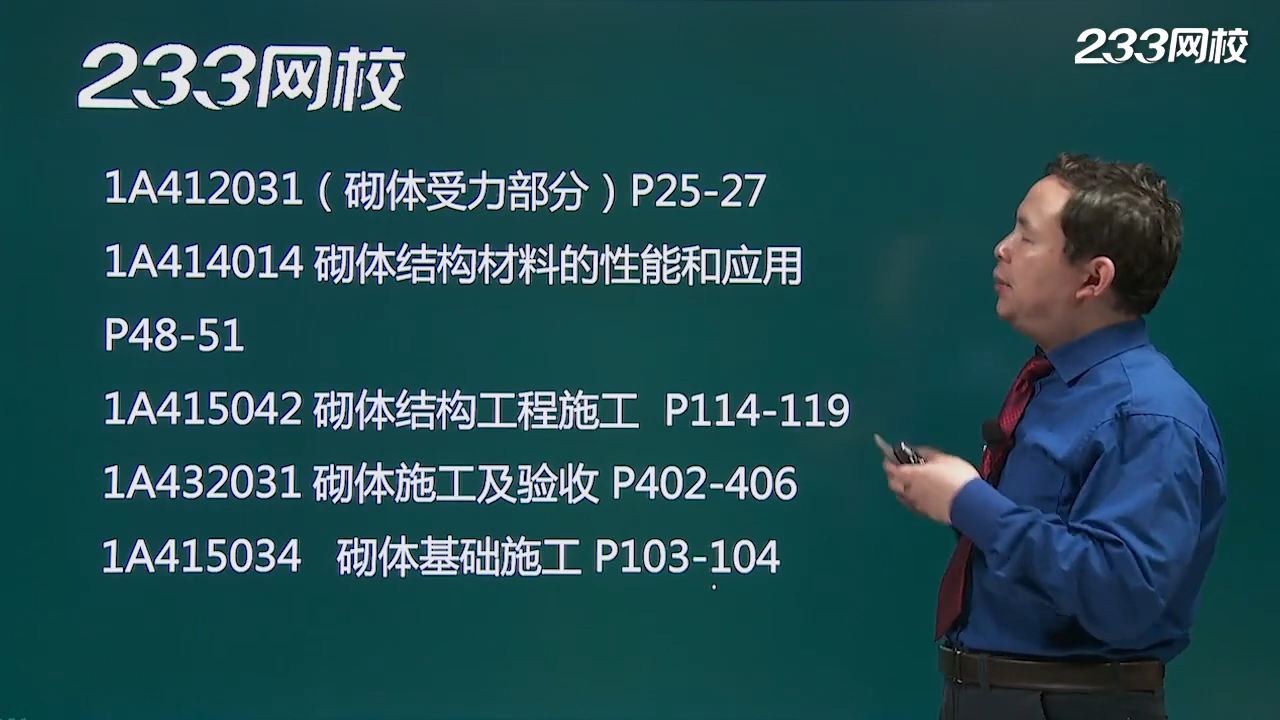 233网校
233网校
1A412031（砌体受力部分）P25-27
1A414014 砌体结构材料的性能和应用
P48-51
1A415042 砌体结构工程施工 P114-119
1A432031 砌体施工及验收 P402-406
1A415034 砌体基础施工 P103-104